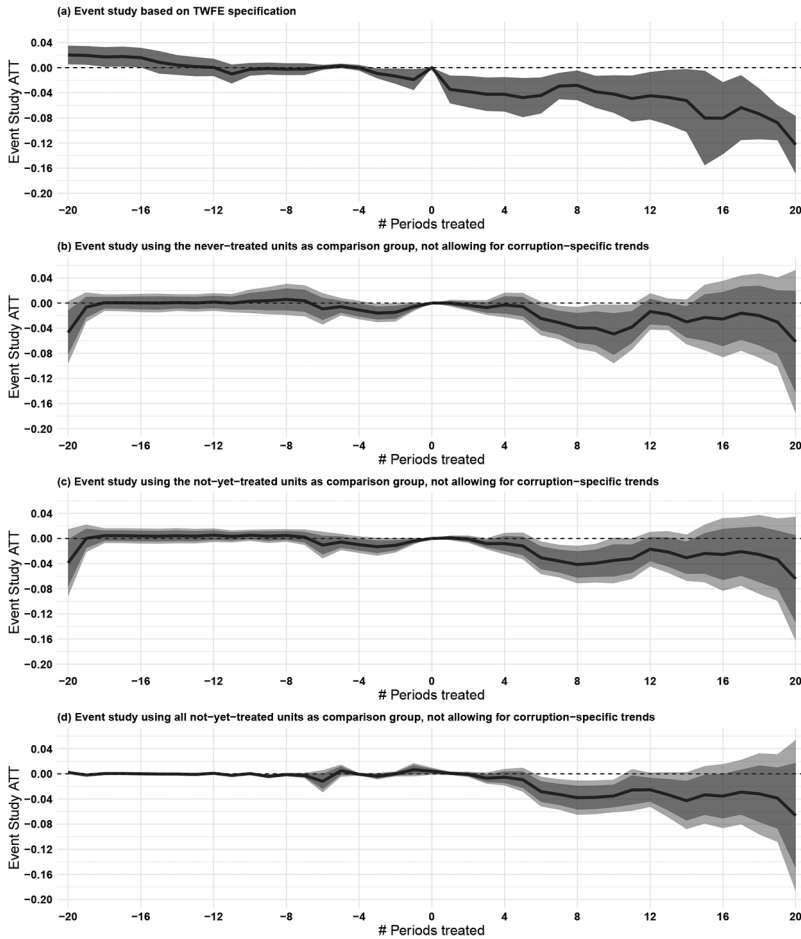 (a) Event study based on TWFE specification
Event Study ATT
0.04
0.00
−0.04
−0.08
−0.12
−0.16
−0.20
−20 −16 −12 −8 −4 0 4 8 12 16 20
# Periods treated
(b) Event study using the never−treated units as comparison group, not allowing for corruption−specific trends
Event Study ATT
0.04
0.00
−0.04
−0.08
−0.12
−0.16
−0.20
−20 −16 −12 −8 −4 0 4 8 12 16 20
# Periods treated
(c) Event study using the not−yet−treated units as comparison group, not allowing for corruption−specific trends
Event Study ATT
0.04
0.00
−0.04
−0.08
−0.12
−0.16
−0.20
−20 −16 −12 −8 −4 0 4 8 12 16 20
# Periods treated
(d) Event study using all not−yet−treated units as comparison group, not allowing for corruption−specific trends
Event Study ATT
0.04
0.00
−0.04
−0.08
−0.12
−0.16
−0.20
−20 −16 −12 −8 −4 0 4 8 12 16 20
# Periods treated